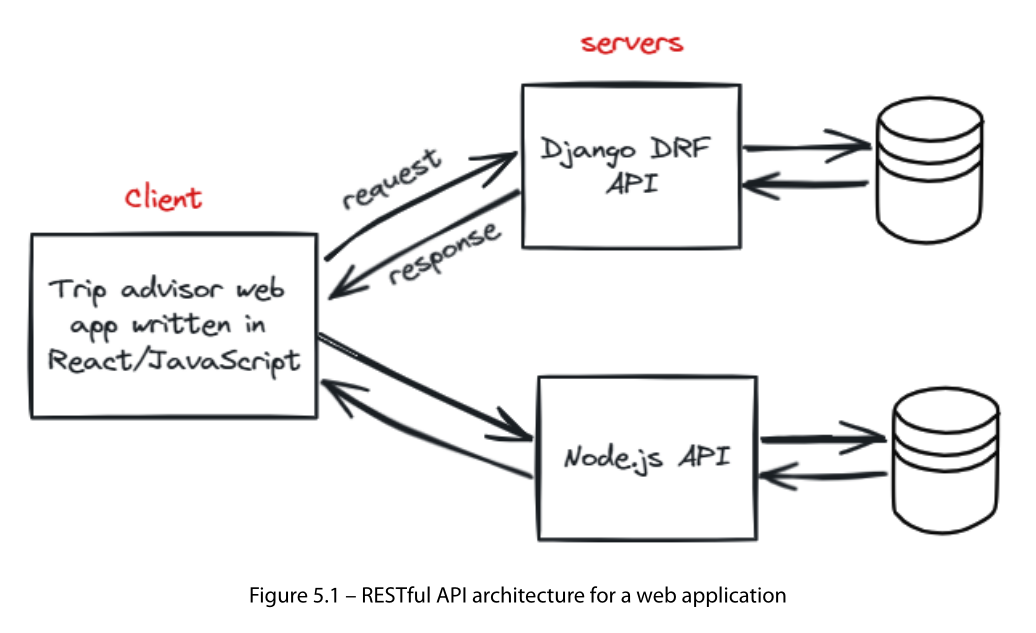 servers
Client
request
response
Django DRF
API
Trip advisor web
app written in
React/JavaScript
Node.js API
Figure 5.1 – RESTful API architecture for a web application